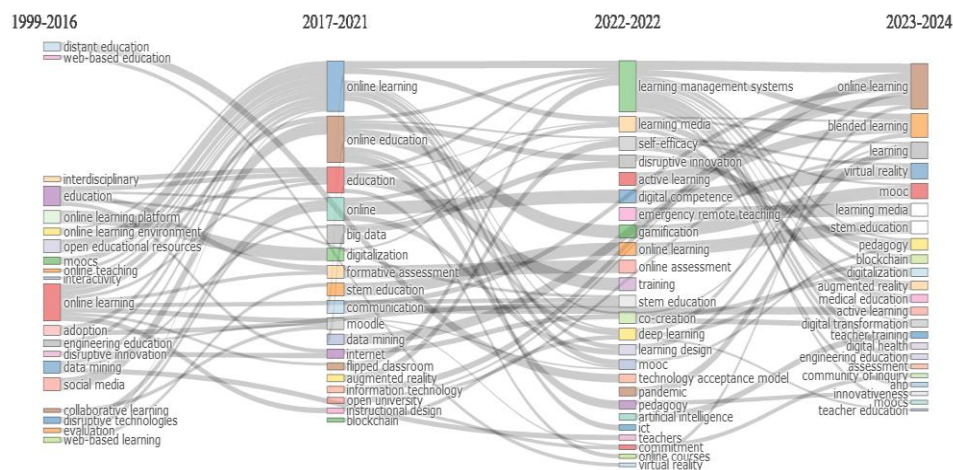 1999-2016
distant education
web-based education
interdisciplinary
education
online learning platform
online learning environment
open educational resources
moocs
online teaching
interactivity
online learning
adoption
engineering education
disruptive innovation
data mining
social media
collaborative learning
disruptive technologies
evaluation
web-based learning
2017-2021
online learning
online education
education
online
big data
digitalization
formative assessment
stem education
communication
moodle
data mining
internet
flipped classroom
augmented reality
information technology
open university
instructional design
blockchain
2022-2022
learning management systems
learning media
self-efficacy
disruptive innovation
active learning
digital competence
emergency remote teaching
gamification
online learning
online assessment
training
stem education
co-creation
deep learning
learning design
mooc
technology acceptance model
pandemic
pedagogy
artificial intelligence
ict
teachers
commitment
online courses
virtual reality
2023-2024
online learning
blended learning
learning
virtual reality
mooc
learning media
stem education
pedagogy
blockchain
digitalization
augmented reality
medical education
active learning
digital transformation
teacher training
digital health
engineering education
assessment
community of inquiry
ahp
innovativeness
moocs
teacher education